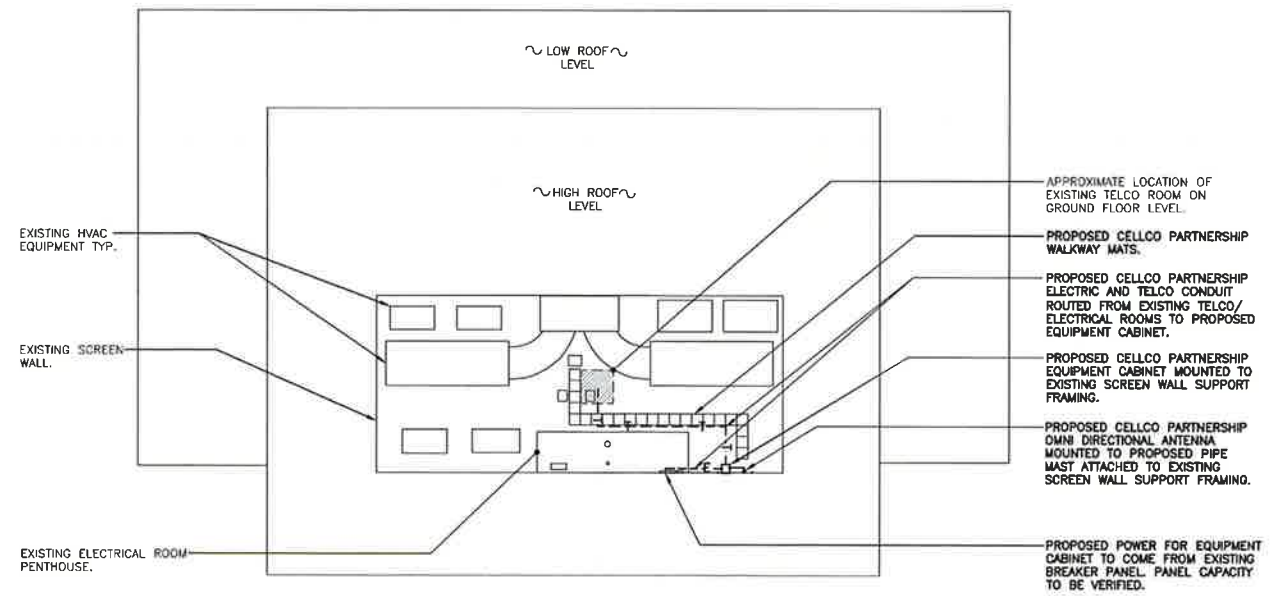 ~ LOW ROOF ~
LEVEL
~ HIGH ROOF ~
LEVEL
EXISTING HVAC
EQUIPMENT TYP.
EXISTING SCREEN
WALL.
EXISTING ELECTRICAL ROOM
PENTHOUSE.
APPROXIMATE LOCATION OF
EXISTING TELCO ROOM ON
GROUND FLOOR LEVEL.
PROPOSED CELLCO PARTNERSHIP
WALKWAY MATS.
PROPOSED CELLCO PARTNERSHIP
ELECTRIC AND TELCO CONDUIT
ROUTED FROM EXISTING TELCO/
ELECTRICAL ROOMS TO PROPOSED
EQUIPMENT CABINET.
PROPOSED CELLCO PARTNERSHIP
EQUIPMENT CABINET MOUNTED TO
EXISTING SCREEN WALL SUPPORT
FRAMING.
PROPOSED CELLCO PARTNERSHIP
OMNI DIRECTIONAL ANTENNA
MOUNTED TO PROPOSED PIPE
MAST ATTACHED TO EXISTING
SCREEN WALL SUPPORT FRAMING.
PROPOSED POWER FOR EQUIPMENT
CABINET TO COME FROM EXISTING
BREAKER PANEL. PANEL CAPACITY
TO BE VERIFIED.
T
T
T
T
E